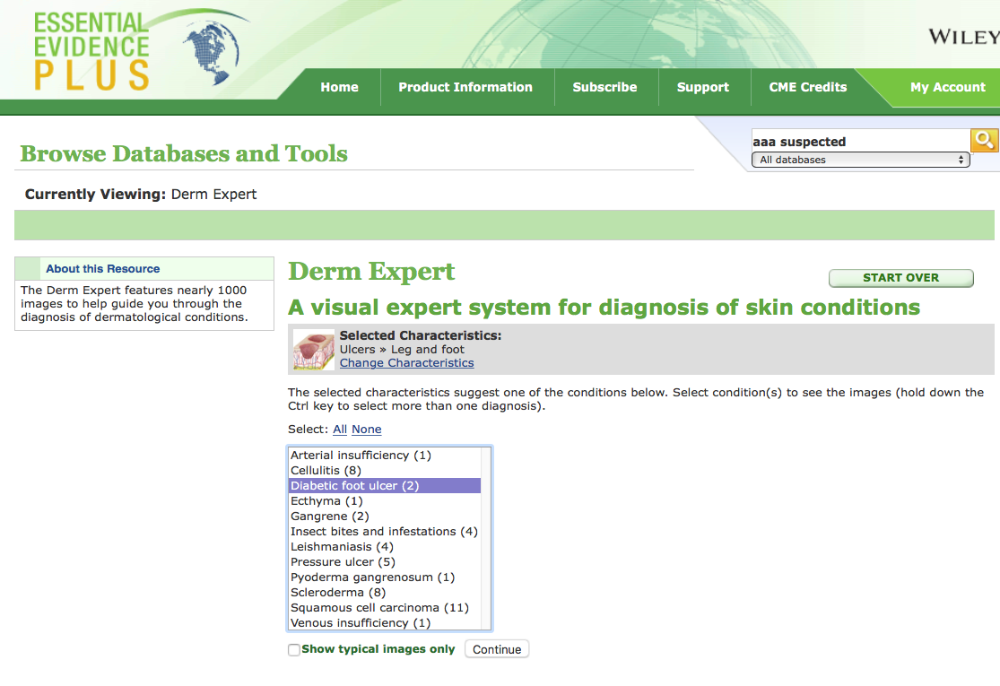 ESSENTIAL
EVIDENCE
PLUS
WILEY
Home
Product Information
Subscribe
Support
CME Credits
My Account
Browse Databases and Tools
aaa suspected
All databases
Currently Viewing: Derm Expert
About this Resource
The Derm Expert features nearly 1000
images to help guide you through the
diagnosis of dermatological conditions.
Derm Expert
START OVER
A visual expert system for diagnosis of skin conditions
Selected Characteristics:
Ulcers » Leg and foot
Change Characteristics
The selected characteristics suggest one of the conditions below. Select condition(s) to see the images (hold down the
Ctrl key to select more than one diagnosis).
Select: All None
Arterial insufficiency (1)
Cellulitis (8)
Diabetic foot ulcer (2)
Ecthyma (1)
Gangrene (2)
Insect bites and infestations (4)
Leishmaniasis (4)
Pressure ulcer (5)
Pyoderma gangrenosum (1)
Scleroderma (8)
Squamous cell carcinoma (11)
Venous insufficiency (1)
Show typical images only
Continue